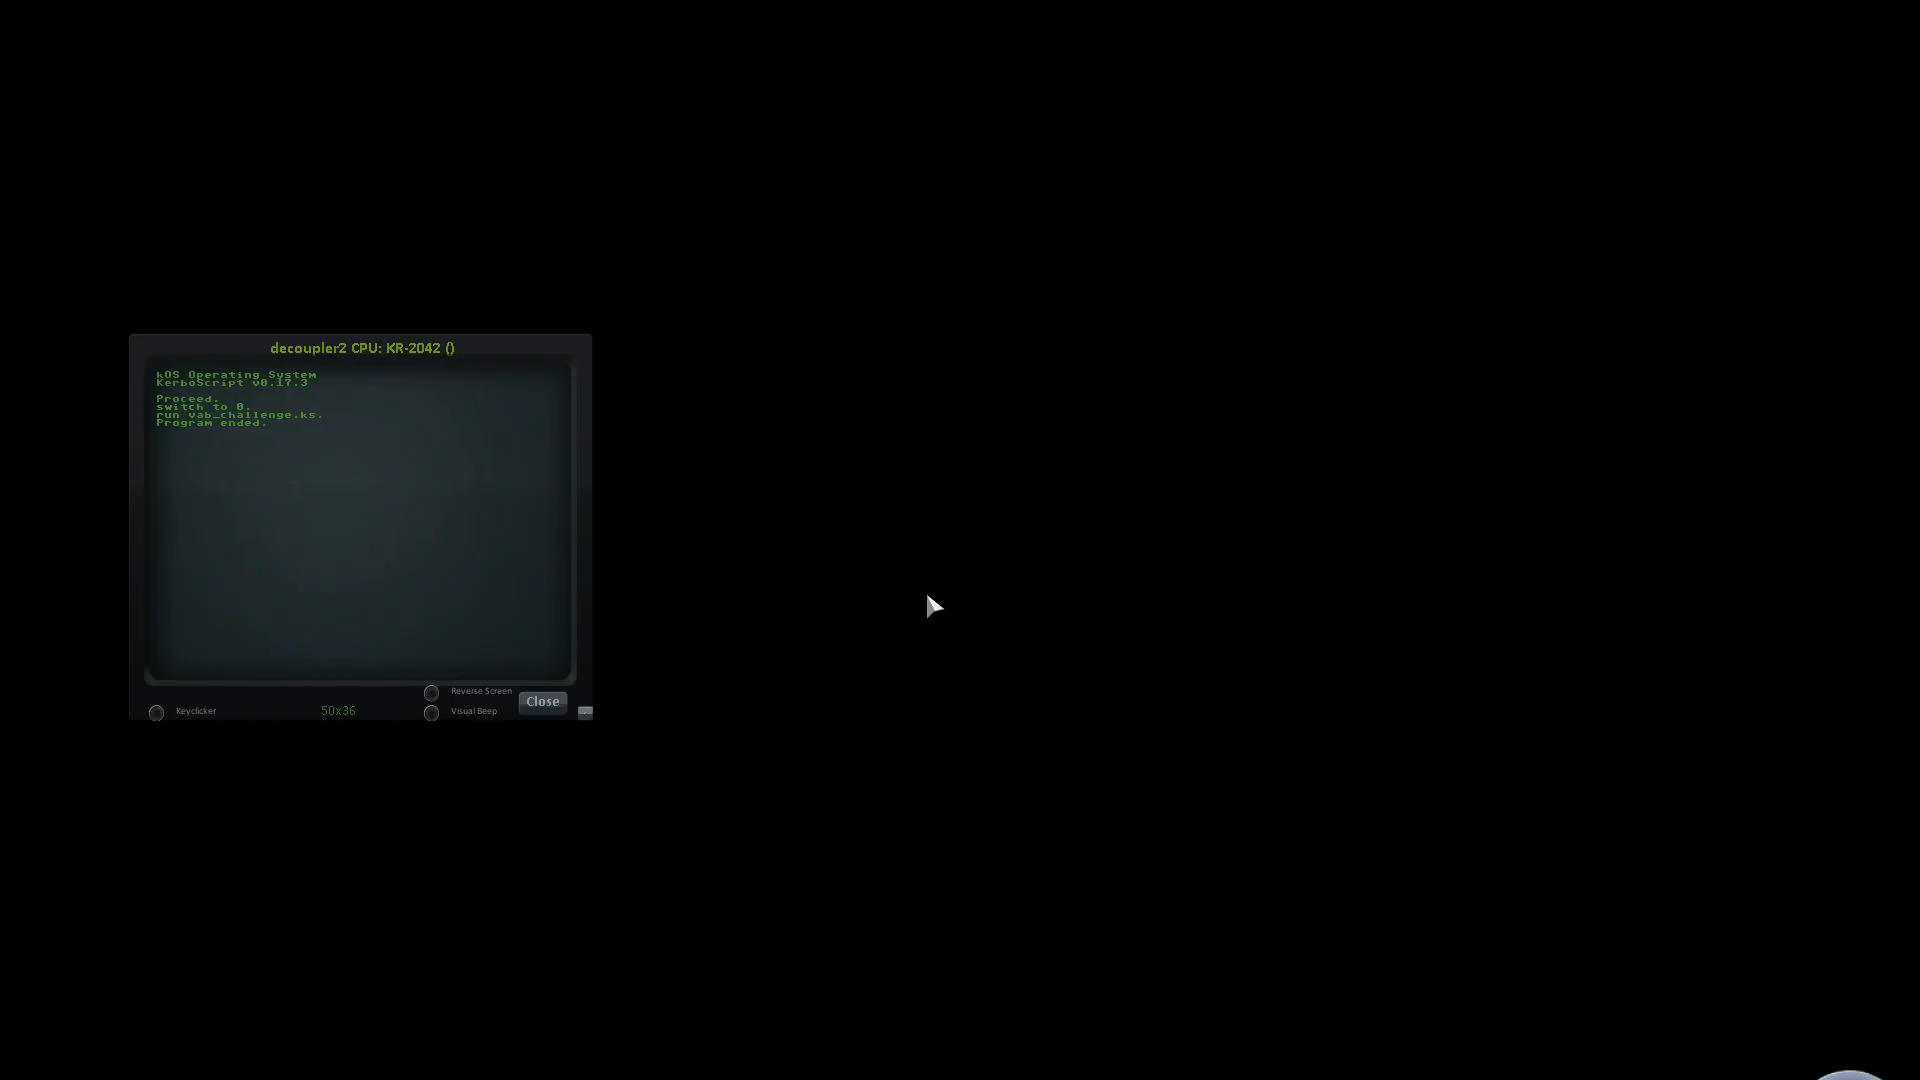 decoupler2 CPU: KR-2042 ()
kOS Operating System
KerboScript v0.17.3
Proceed.
switch to 0.
run vab_challenge.ks.
Program ended.
Reverse Screen
Close
Keyclicker
50x36
Visual Beep